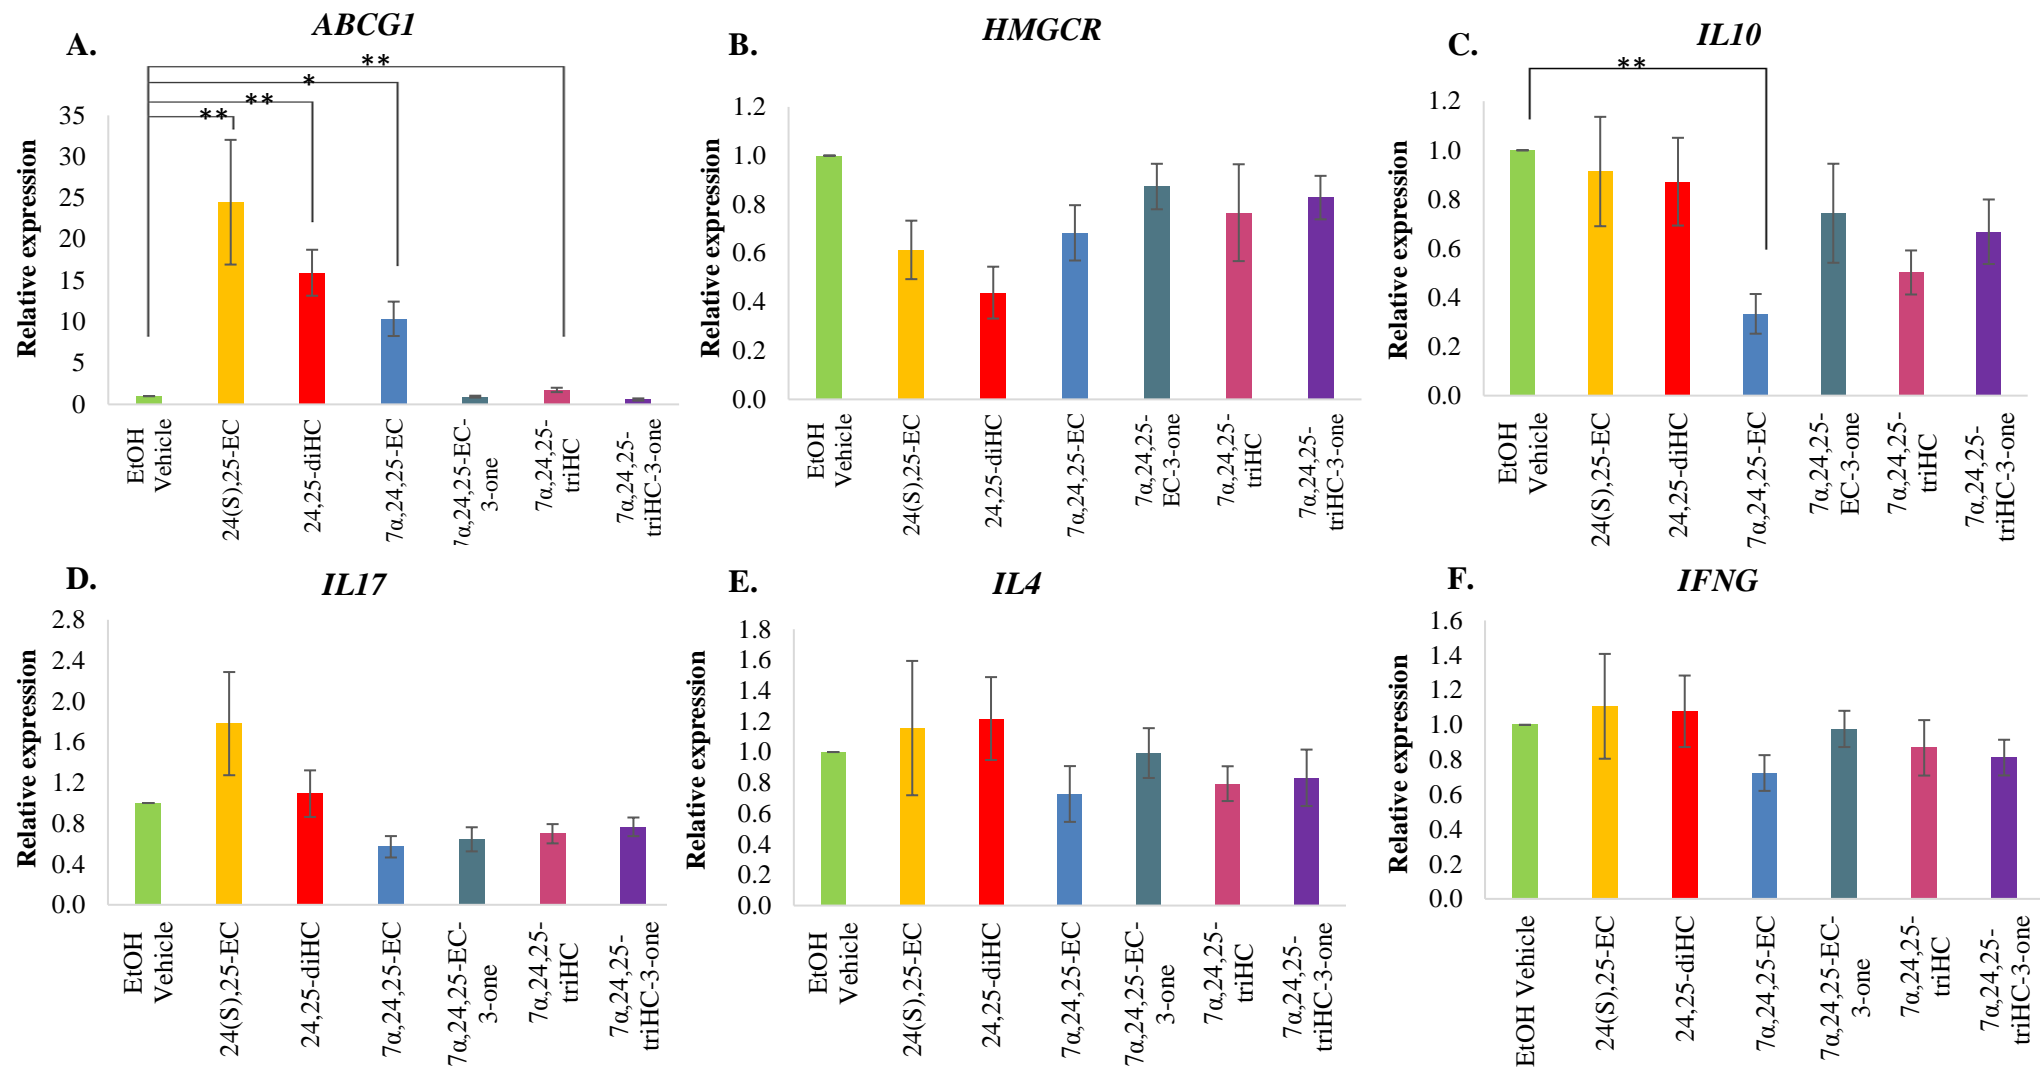 A.
ABCG1
**
*
**
**
Relative expression
35
30
25
20
15
10
5
0
EtOH
Vehicle
24(S),25-EC
24,25-diHC
7α,24,25-EC
7α,24,25-EC-
3-one
7α,24,25-
triHC
7α,24,25-
triHC-3-one
B.
HMGCR
Relative expression
1.2
1.0
0.8
0.6
0.4
0.2
0.0
EtOH
Vehicle
24(S),25-EC
24,25-diHC
7α,24,25-EC
7α,24,25-
EC-3-one
7α,24,25-
triHC
7α,24,25-
triHC-3-one
C.
IL10
**
Relative expression
1.2
1.0
0.8
0.6
0.4
0.2
0.0
EtOH
Vehicle
24(S),25-EC
24,25-diHC
7α,24,25-EC
7α,24,25-
EC-3-one
7α,24,25-
triHC
7α,24,25-
triHC-3-one
D.
IL17
Relative expression
2.8
2.4
2.0
1.6
1.2
0.8
0.4
0.0
EtOH
Vehicle
24(S),25-EC
24,25-diHC
7α,24,25-EC
7α,24,25-EC-
3-one
7α,24,25-
triHC
7α,24,25-
triHC-3-one
E.
IL4
Relative expression
1.8
1.6
1.4
1.2
1.0
0.8
0.6
0.4
0.2
0.0
EtOH
Vehicle
24(S),25-EC
24,25-diHC
7α,24,25-EC
7α,24,25-EC-
3-one
7α,24,25-
triHC
7α,24,25-
triHC-3-one
F.
IFNG
Relative expression
1.6
1.4
1.2
1.0
0.8
0.6
0.4
0.2
0.0
EtOH Vehicle
24(S),25-EC
24,25-diHC
7α,24,25-EC
7α,24,25-EC-
3-one
7α,24,25-
triHC
7α,24,25-
triHC-3-one